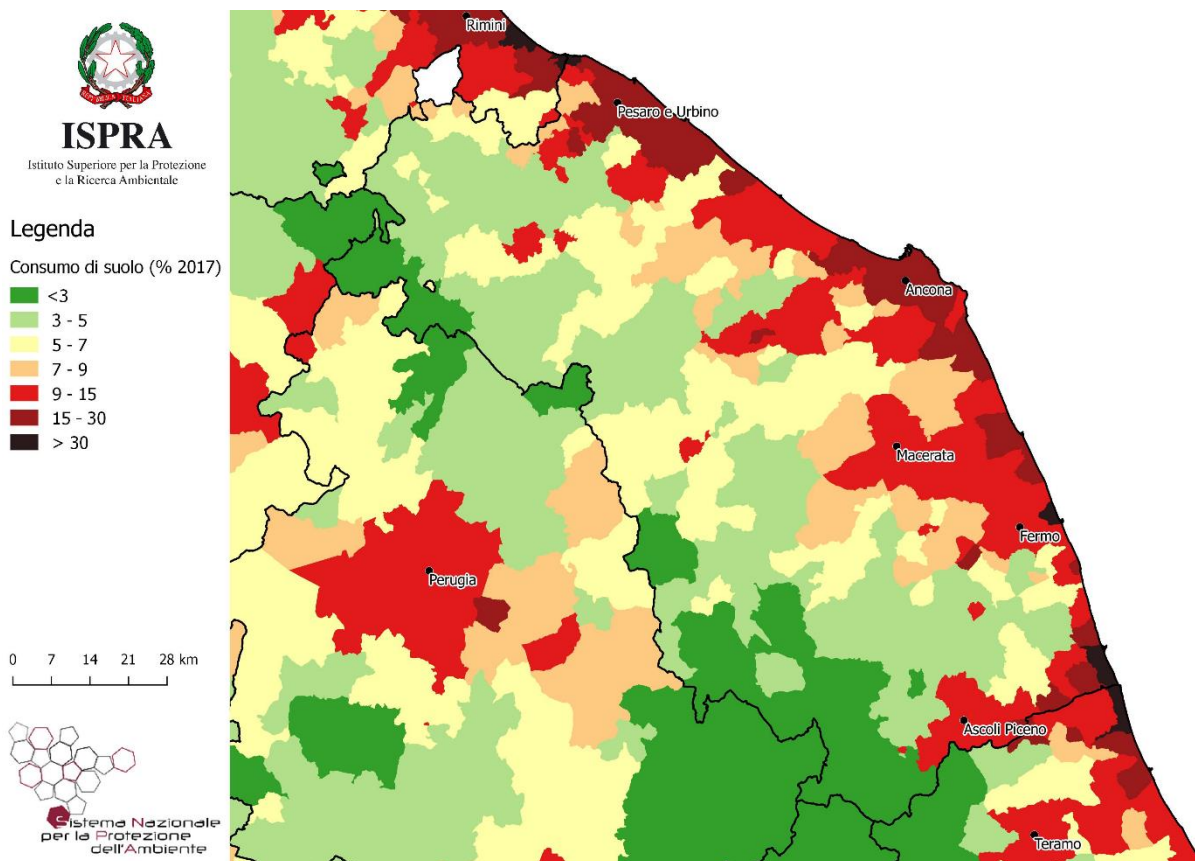 REPVBBLICA ITALIANA
ISPRA
Istituto Superiore per la Protezione
e la Ricerca Ambientale
Legenda
Consumo di suolo (% 2017)
<3
3 - 5
5 - 7
7 - 9
9 - 15
15 - 30
> 30
0 7 14 21 28 km
Sistema Nazionale
per la Protezione
dell'Ambiente
Rimini
Pesaro e Urbino
Ancona
Macerata
Fermo
Perugia
Ascoli Piceno
Teramo